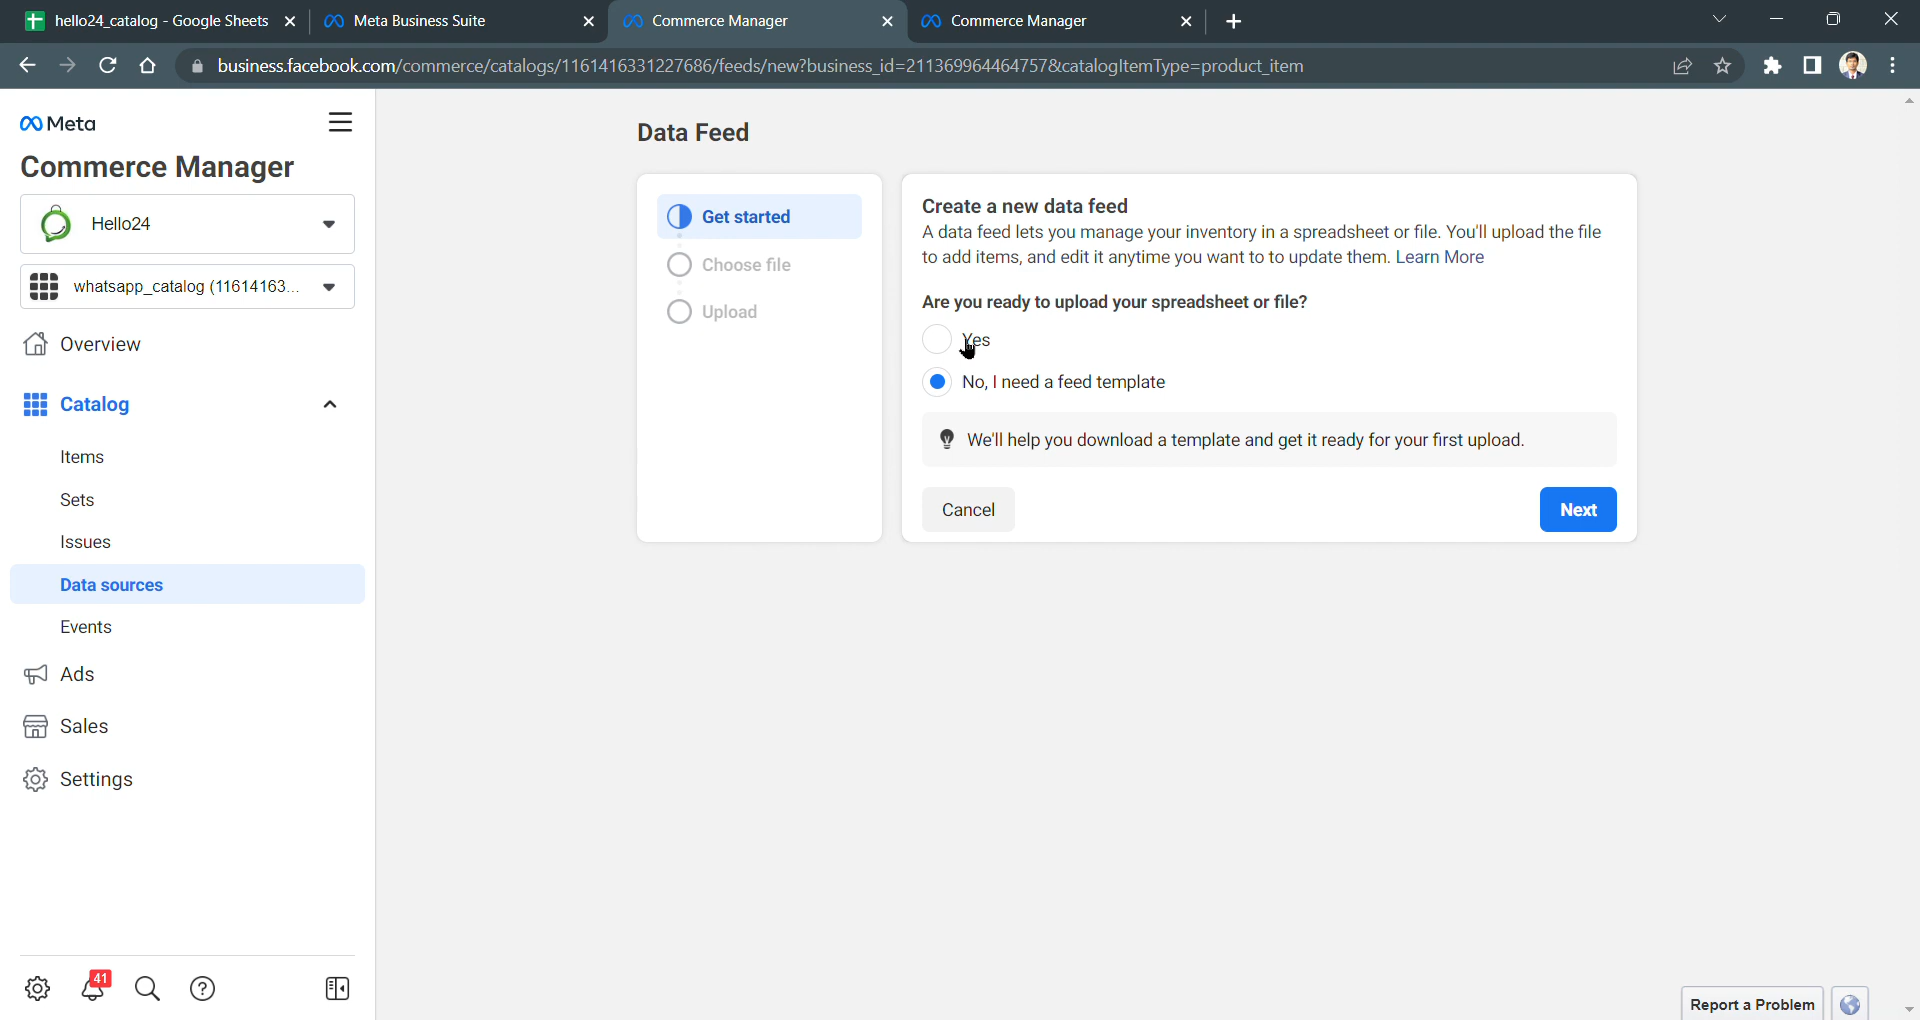 hello24_catalog - Google Sheets
Meta Business Suite
Commerce Manager
Commerce Manager
business.facebook.com/commerce/catalogs/1161416331227686/feeds/new?business_id=211369964464757&catalogItemType=product_item
Meta
Commerce Manager
Hello24
whatsapp_catalog (11614163...
Overview
Catalog
Items
Sets
Issues
Data sources
Events
Ads
Sales
Settings
41
Data Feed
Get started
Choose file
Upload
Create a new data feed
A data feed lets you manage your inventory in a spreadsheet or file. You'll upload the file
to add items, and edit it anytime you want to to update them. Learn More
Are you ready to upload your spreadsheet or file?
Yes
No, I need a feed template
We'll help you download a template and get it ready for your first upload.
Cancel
Next
Report a Problem